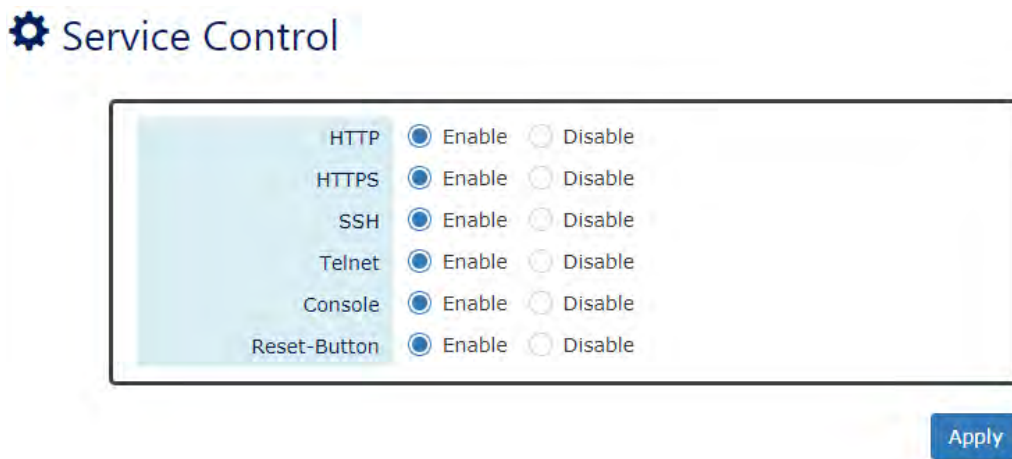 Service Control
HTTP Enable Disable
HTTPS Enable Disable
SSH Enable Disable
Telnet Enable Disable
Console Enable Disable
Reset-Button Enable Disable
Apply